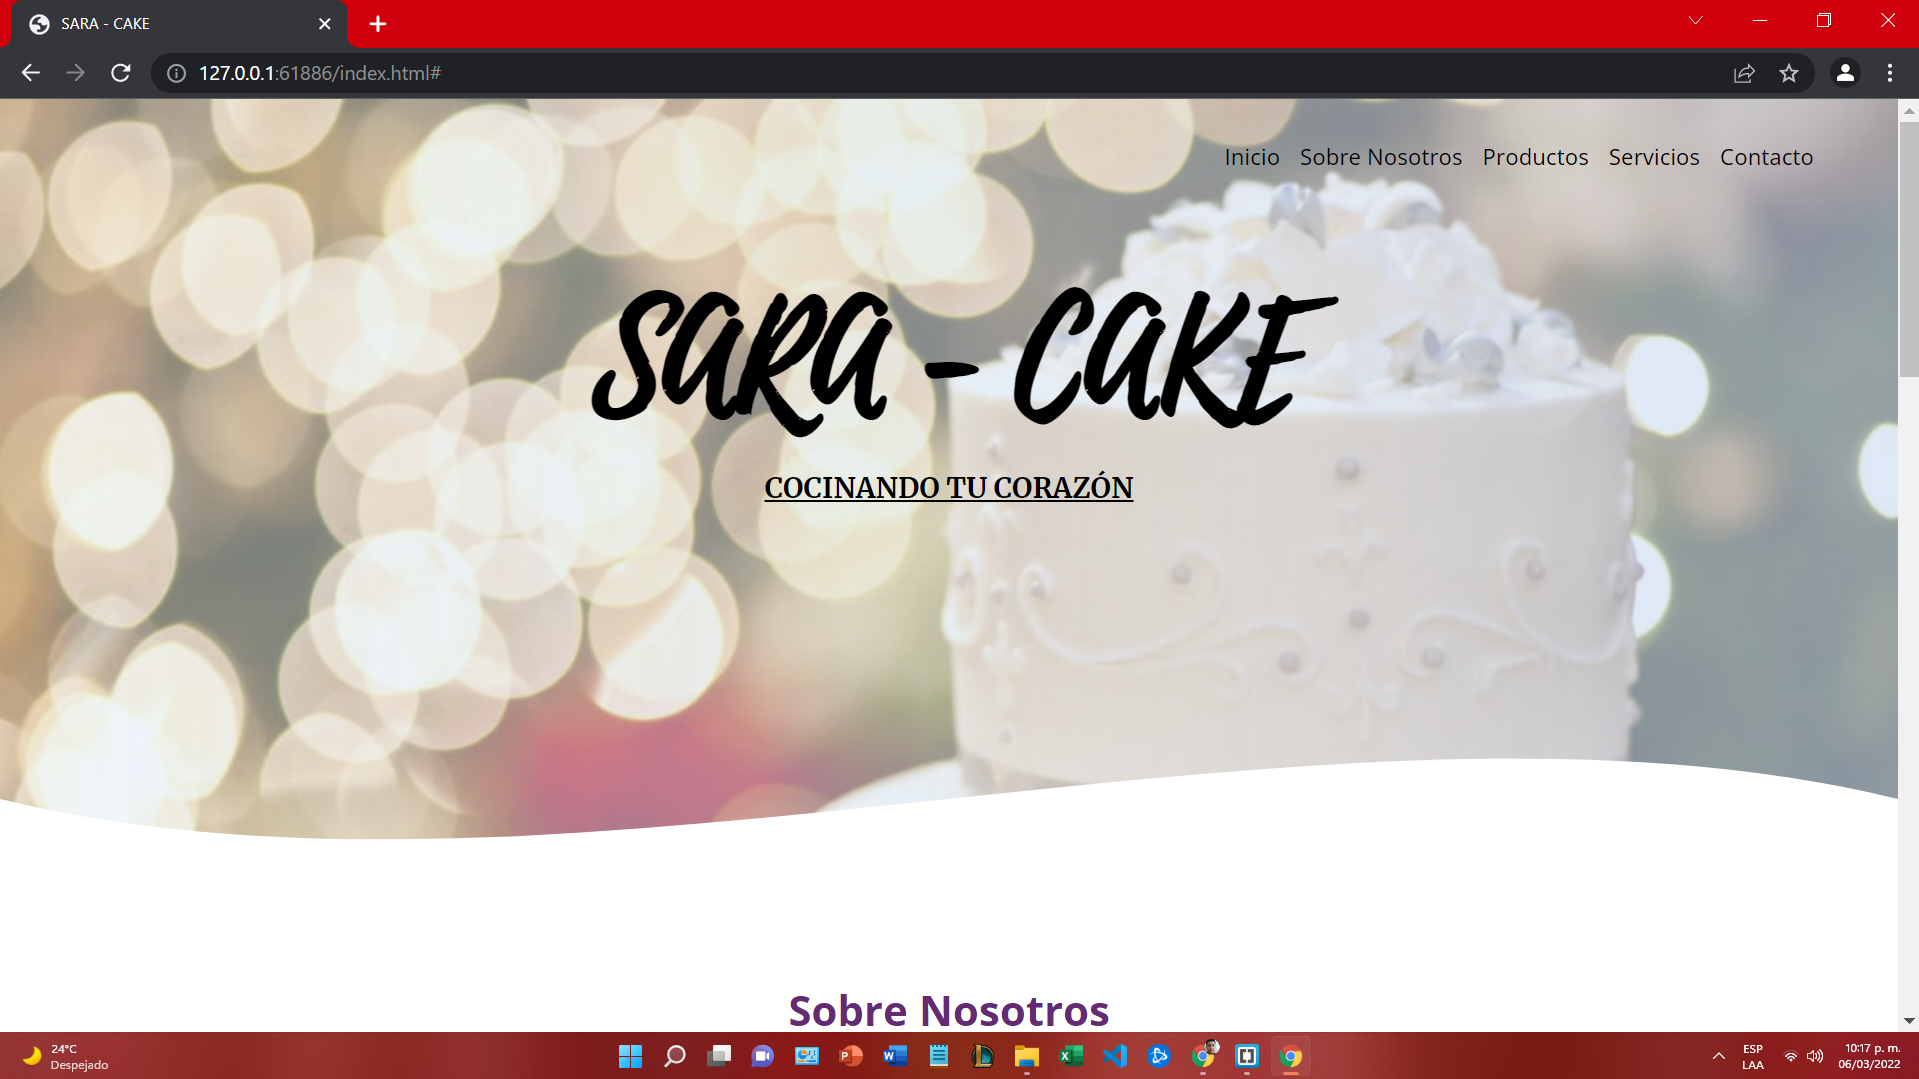 SARA - CAKE
127.0.0.1:61886/index.html#
Inicio Sobre Nosotros Productos Servicios Contacto
SARA - CAKE
COCINANDO TU CORAZÓN
Sobre Nosotros
24°C
Despejado
ESP
LAA
10:17 p. m.
06/03/2022